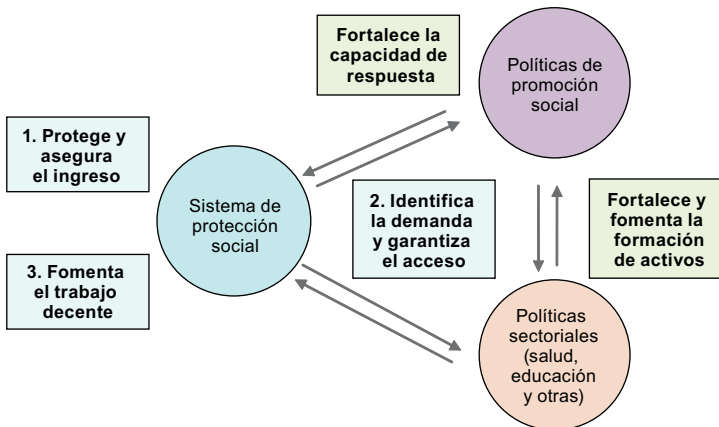 Fortalece la
capacidad de
respuesta
Políticas de
promoción
social
1. Protege y
asegura
el ingreso
Sistema de
protección
social
2. Identifica
la demanda
y garantiza
el acceso
Fortalece y
fomenta la
formación
de activos
3. Fomenta
el trabajo
decente
Políticas
sectoriales
(salud,
educación
y otras)